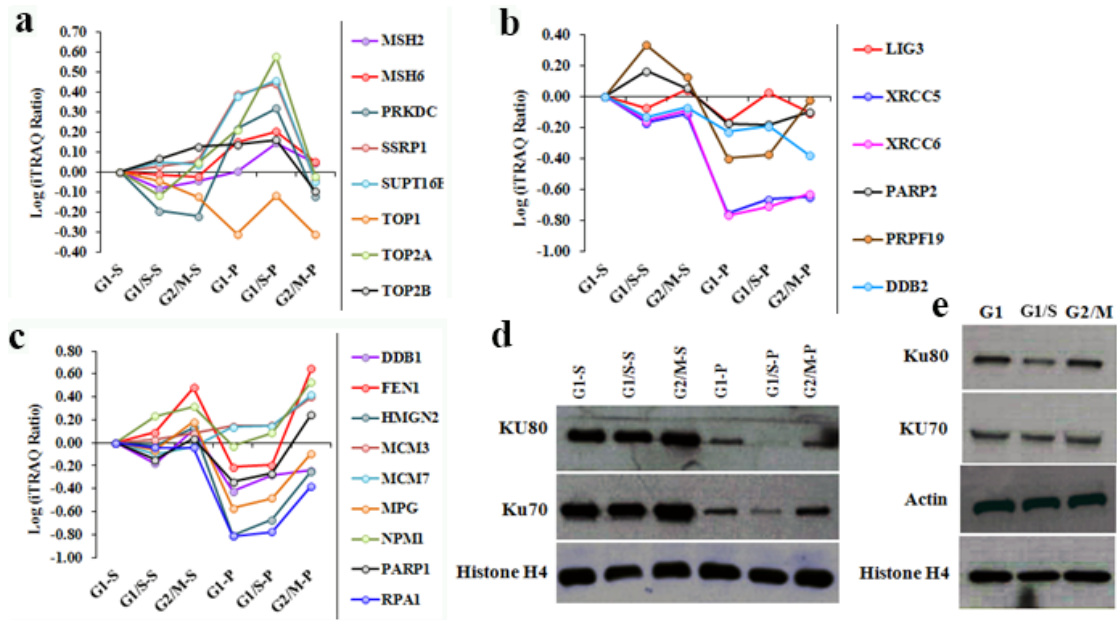 a
Log (iTRAQ Ratio)
0.70
0.60
0.50
0.40
0.30
0.20
0.10
0.00
-0.10
-0.20
-0.30
-0.40
G1-S
G1/S-S
G2/M-S
G1-P
G1/S-P
G2/M-P
MSH2
MSH6
PRKDC
SSRP1
SUPT16H
TOP1
TOP2A
TOP2B
b
Log (iTRAQ Ratio)
0.40
0.20
0.00
-0.20
-0.40
-0.60
-0.80
-1.00
G1-S
G1/S-S
G2/M-S
G1-P
G1/S-P
G2/M-P
LIG3
XRCC5
XRCC6
PARP2
PRPF19
DDB2
c
Log (iTRAQ Ratio)
0.80
0.60
0.40
0.20
0.00
-0.20
-0.40
-0.60
-0.80
-1.00
G1-S
G1/S-S
G2/M-S
G1-P
G1/S-P
G2/M-P
DDB1
FEN1
HMGN2
MCM3
MCM7
MPG
NPM1
PARP1
RPA1
d
G1-S
G1/S-S
G2/M-S
G1-P
G1/S-P
G2/M-P
KU80
Ku70
Histone H4
e
G1 G1/S G2/M
Ku80
KU70
Actin
Histone H4